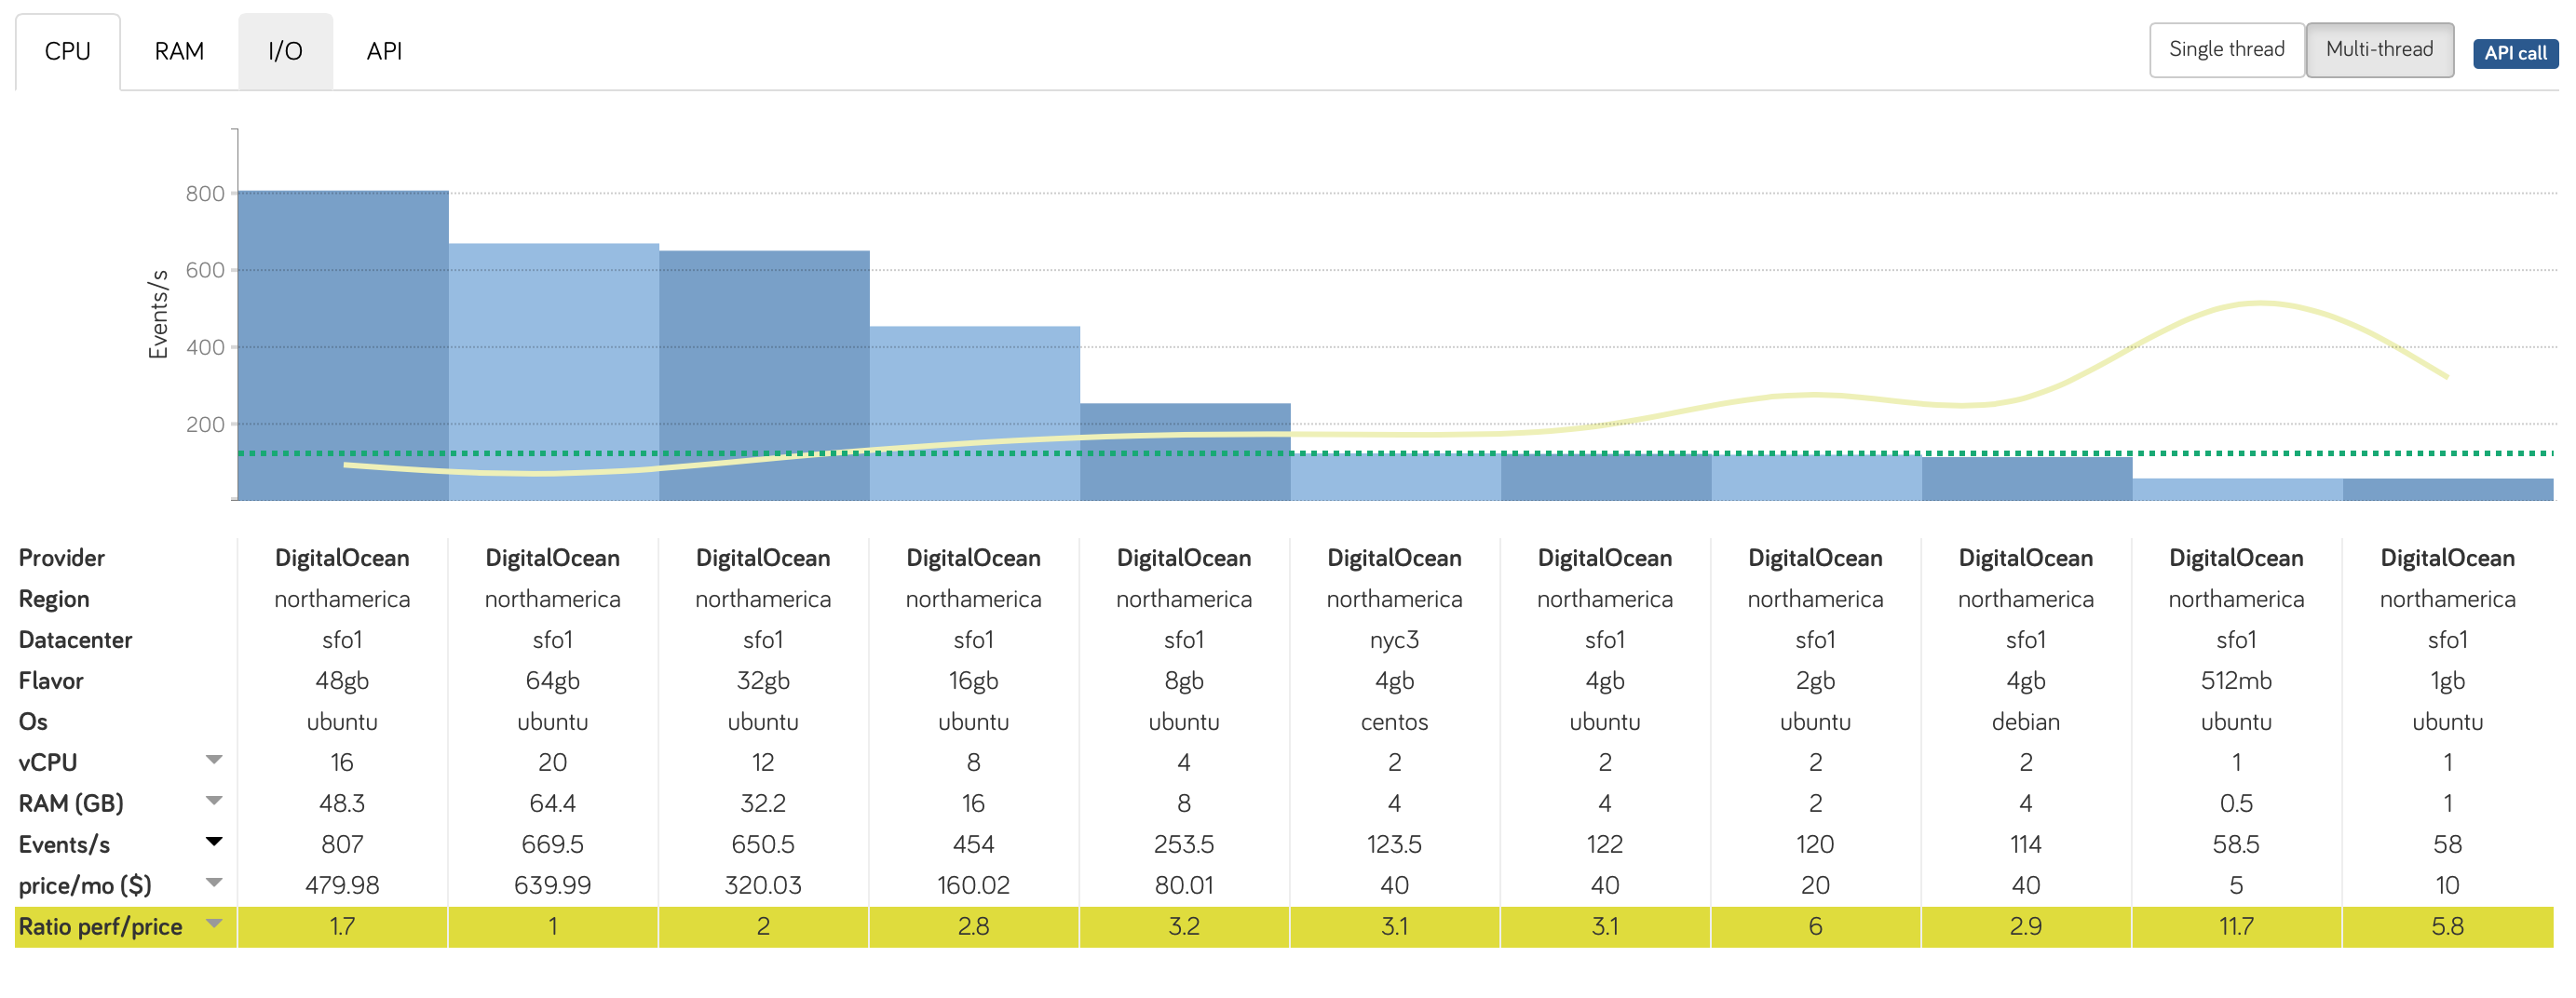 CPU RAM I/O API Single thread Multi-thread API call
800
600
400
200
Events/s
Provider DigitalOcean DigitalOcean DigitalOcean DigitalOcean DigitalOcean DigitalOcean DigitalOcean DigitalOcean DigitalOcean DigitalOcean DigitalOcean
Region northamerica northamerica northamerica northamerica northamerica northamerica northamerica northamerica northamerica northamerica northamerica
Datacenter sfo1 sfo1 sfo1 sfo1 sfo1 nyc3 sfo1 sfo1 sfo1 sfo1 sfo1
Flavor 48gb 64gb 32gb 16gb 8gb 4gb 4gb 2gb 4gb 512mb 1gb
Os ubuntu ubuntu ubuntu ubuntu ubuntu centos ubuntu ubuntu debian ubuntu ubuntu
vCPU 16 20 12 8 4 2 2 2 2 1 1
RAM (GB) 48.3 64.4 32.2 16 8 4 4 2 4 0.5 1
Events/s 807 669.5 650.5 454 253.5 123.5 122 120 114 58.5 58
price/mo ($) 479.98 639.99 320.03 160.02 80.01 40 40 20 40 5 10
Ratio perf/price 1.7 1 2 2.8 3.2 3.1 3.1 6 2.9 11.7 5.8